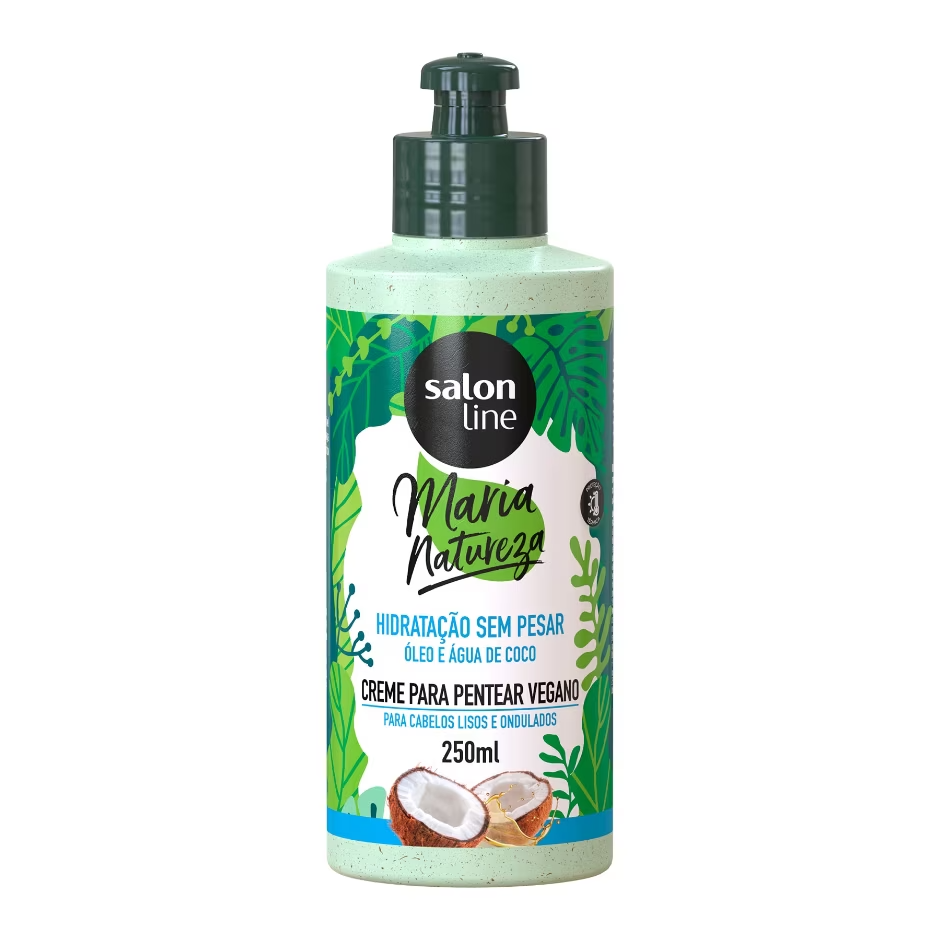 salon
line
Maria
Natureza
HIDRATAÇÃO SEM PESAR
ÓLEO E ÁGUA DE COCO
CREME PARA PENTEAR VEGANO
PARA CABELOS LISOS E ONDULADOS
250ml